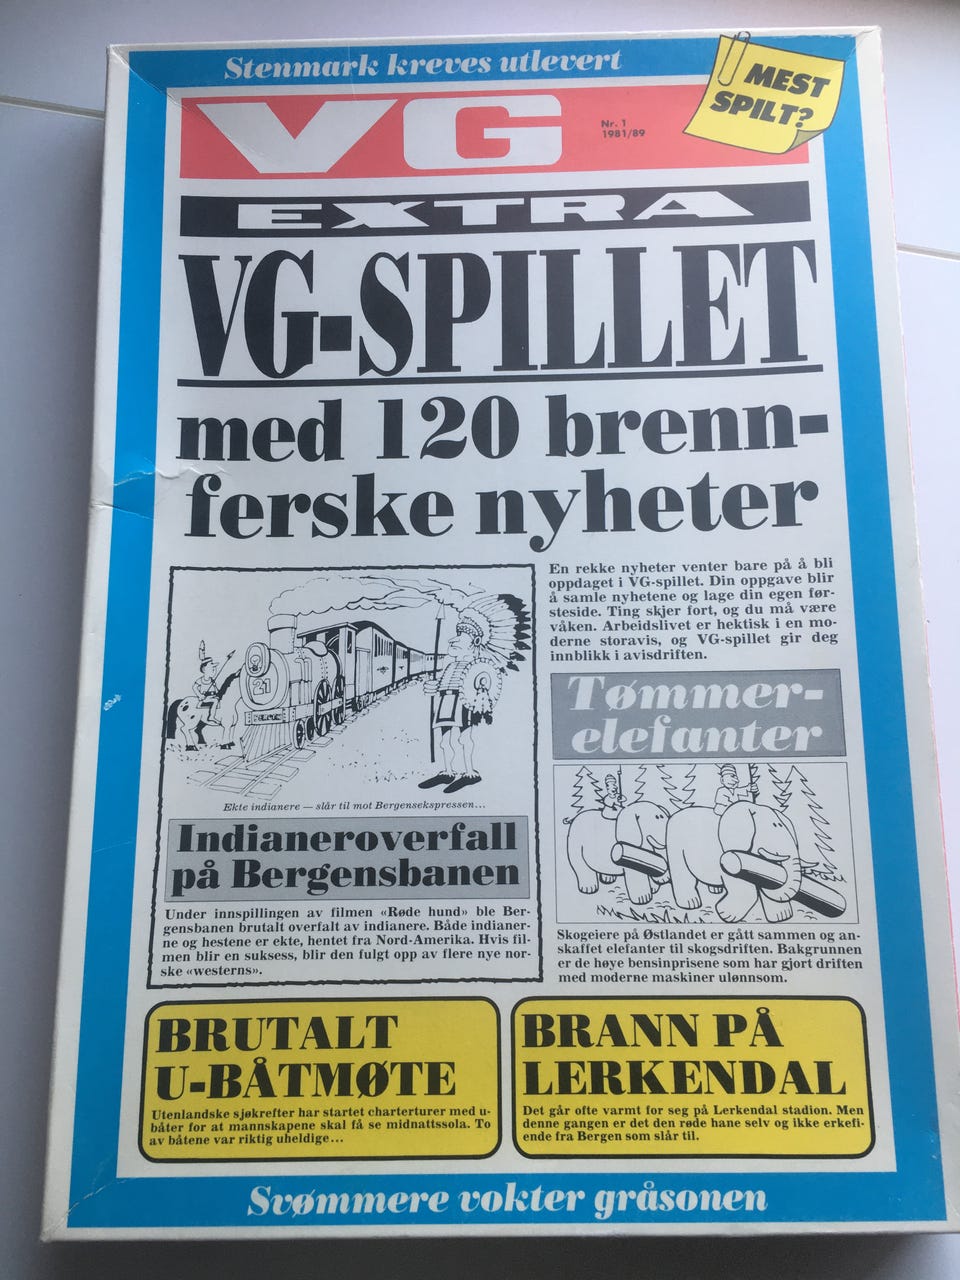 Stenmark kreves utlevert
MEST
SPILT?
VG
Nr. 1
1981/89
EXTRA
VG-SPILLET
med 120 brenn-
ferske nyheter
En rekke nyheter venter bare på å bli
oppdaget i VG-spillet. Din oppgave blir
å samle nyhetene og lage din egen før-
steside. Ting skjer fort, og du må være
våken. Arbeidslivet er hektisk i en mo-
derne storavis, og VG-spillet gir deg
innblikk i avisdriften.
21
Ekte indianere — slår til mot Bergensekspressen...
Indianeroverfall
på Bergensbanen
Under innspillingen av filmen «Røde hund» ble Ber-
gensbanen brutalt overfalt av indianere. Både indianer-
ne og hestene er ekte, hentet fra Nord-Amerika. Hvis fil-
men blir en suksess, blir den fulgt opp av flere nye nor-
ske «westerns».
Tømmer-
elefanter
Skogeiere på Østlandet er gått sammen og an-
skaffet elefanter til skogsdriften. Bakgrunnen
er de høye bensinprisene som har gjort driften
med moderne maskiner ulønnsom.
BRUTALT
U-BÅTMØTE
Utenlandske sjøkrefter har startet charterturer med u-
båter for at mannskapene skal få se midnattssola. To
av båtene var riktig uheldige...
BRANN PÅ
LERKENDAL
Det går ofte varmt for seg på Lerkendal stadion. Men
denne gangen er det den røde hane selv og ikke erkefi-
ende fra Bergen som slår til.
Svømmere vokter gråsonen